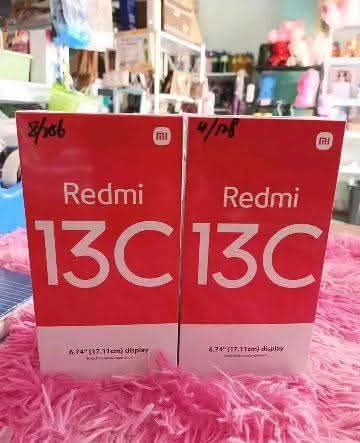 8/256
mi
Redmi
13C
6.74" (17.11cm) display
4/128
mi
Redmi
13C
6.74" (17.11cm) display